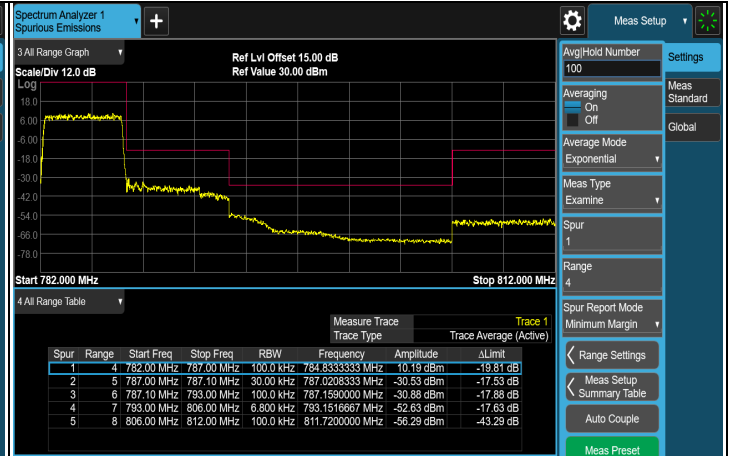 Spectrum Analyzer 1
Spurious Emissions
Meas Setup
3 All Range Graph
Ref Lvl Offset 15.00 dB
Scale/Div 12.0 dB
Ref Value 30.00 dBm
Log
18.0
6.00
-6.00
-18.0
-30.0
-42.0
-54.0
-66.0
-78.0
Start 782.000 MHz
Stop 812.000 MHz
4 All Range Table
Measure Trace Trace 1
Trace Type Trace Average (Active)
Spur Range Start Freq Stop Freq RBW Frequency Amplitude ΔLimit
1 4 782.00 MHz 787.00 MHz 100.0 kHz 784.8333333 MHz 10.19 dBm -19.81 dB
2 5 787.00 MHz 787.10 MHz 30.00 kHz 787.0208333 MHz -30.53 dBm -17.53 dB
3 6 787.10 MHz 793.00 MHz 100.0 kHz 787.1590000 MHz -30.88 dBm -17.88 dB
4 7 793.00 MHz 806.00 MHz 6.800 kHz 793.1516667 MHz -52.63 dBm -17.63 dB
5 8 806.00 MHz 812.00 MHz 100.0 kHz 811.7200000 MHz -56.29 dBm -43.29 dB
Avg|Hold Number
100
Averaging
On
Off
Average Mode
Exponential
Meas Type
Examine
Spur
1
Range
4
Spur Report Mode
Minimum Margin
Range Settings
Meas Setup
Summary Table
Auto Couple
Meas Preset
Settings
Meas
Standard
Global